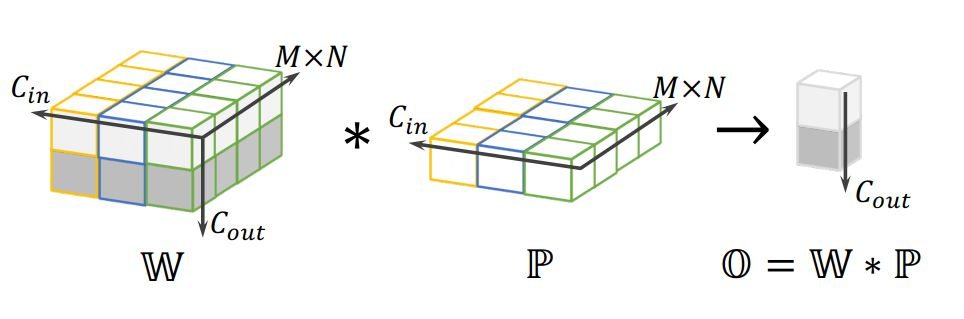 M×N
C_in
*
M×N
C_in
→
C_out
C_out
𝕎
ℙ
𝕆 = 𝕎 * ℙ